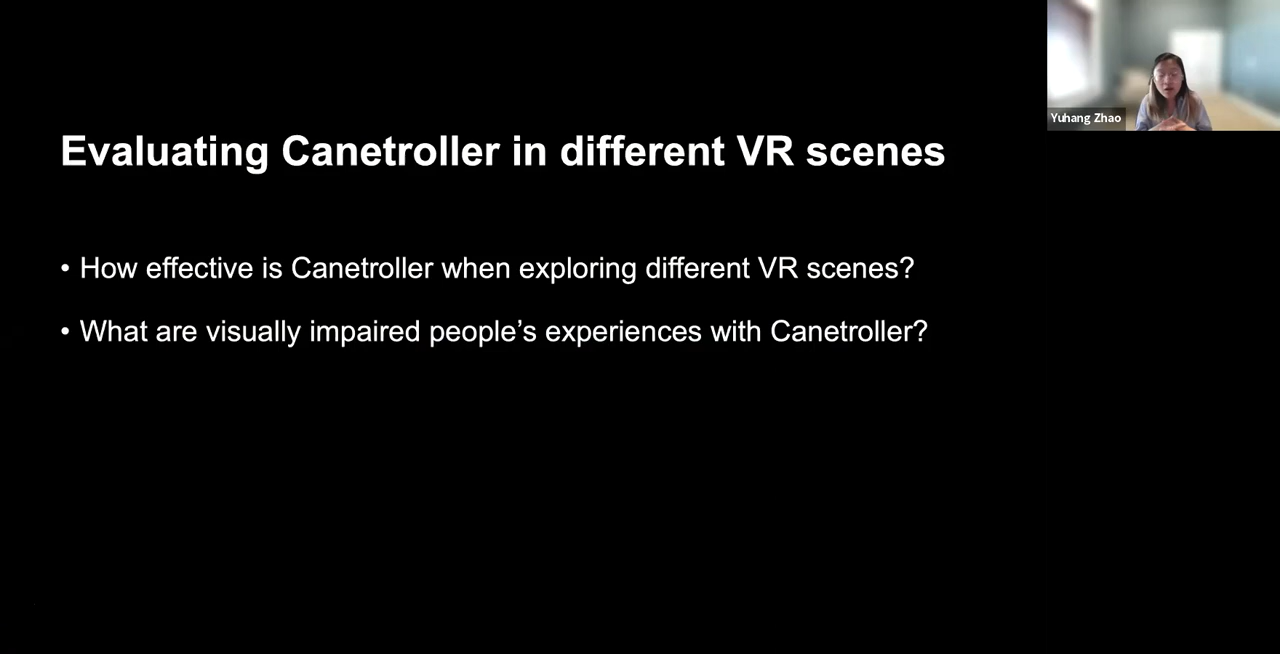 Evaluating Canetroller in different VR scenes
• How effective is Canetroller when exploring different VR scenes?
• What are visually impaired people’s experiences with Canetroller?
Yuhang Zhao